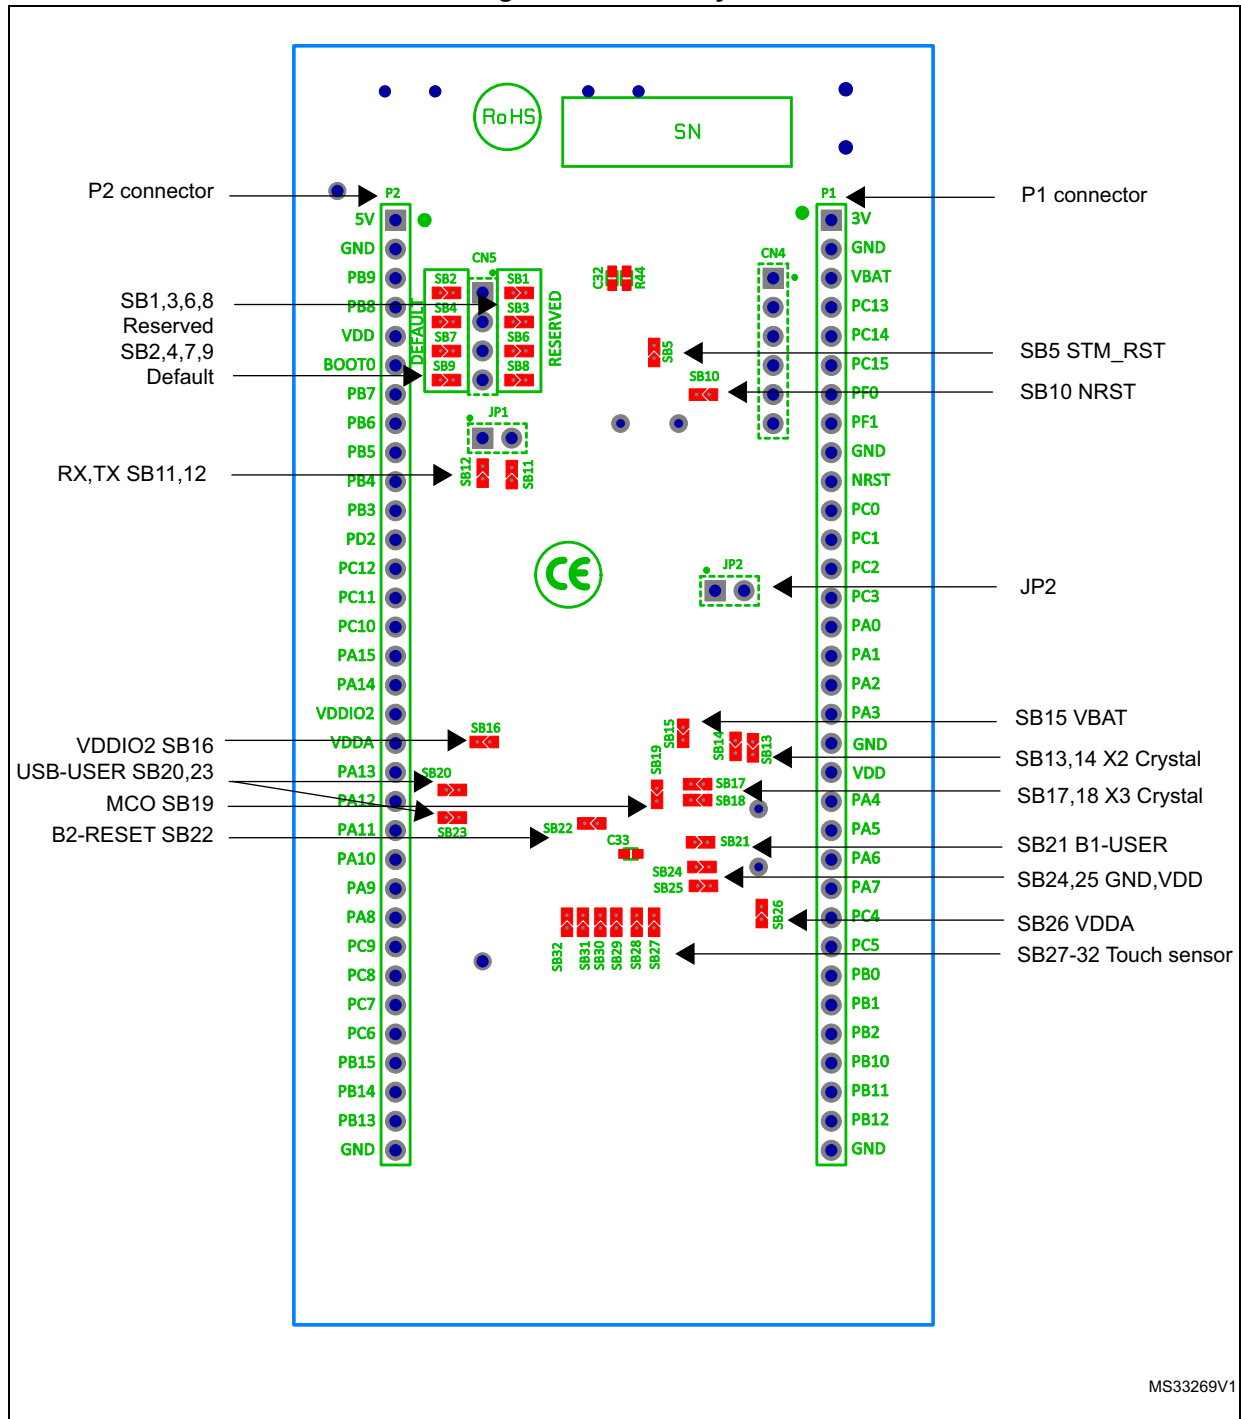 RoHS
SN
P2 connector
P2
P1
P1 connector
5V
GND
PB9
PB8
VDD
BOOT0
PB7
PB6
PB5
PB4
PB3
PD2
PC12
PC11
PC10
PA15
PA14
VDDIO2
VDDA
PA13
PA12
PA11
PA10
PA9
PA8
PC9
PC8
PC7
PC6
PB15
PB14
PB13
GND
3V
GND
VBAT
PC13
PC14
PC15
PF0
PF1
GND
NRST
PC0
PC1
PC2
PC3
PA0
PA1
PA2
PA3
GND
VDD
PA4
PA5
PA6
PA7
PC4
PC5
PB0
PB1
PB2
PB10
PB11
PB12
GND
SB1,3,6,8
Reserved
SB2,4,7,9
Default
RX,TX SB11,12
VDDIO2 SB16
USB-USER SB20,23
MCO SB19
B2-RESET SB22
CN5
SB2
SB4
SB7
SB9
DEFAULT
SB1
SB3
SB6
SB8
RESERVED
C32
R44
CN4
SB5
SB10
JP1
SB12
SB11
CE
JP2
SB16
SB15
SB14
SB13
SB19
SB17
SB18
SB20
SB23
SB22
C33
SB21
SB24
SB25
SB26
SB32
SB31
SB30
SB29
SB28
SB27
SB5 STM_RST
SB10 NRST
JP2
SB15 VBAT
SB13,14 X2 Crystal
SB17,18 X3 Crystal
SB21 B1-USER
SB24,25 GND,VDD
SB26 VDDA
SB27-32 Touch sensor
MS33269V1